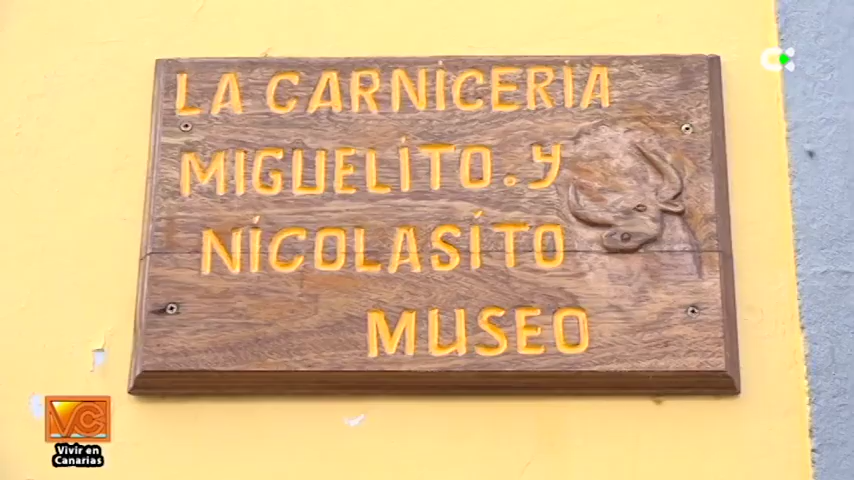 LA CARNICERIA
MIGUELITO.Y
NICOLASITO
MUSEO
VC
Vivir en
Canarias